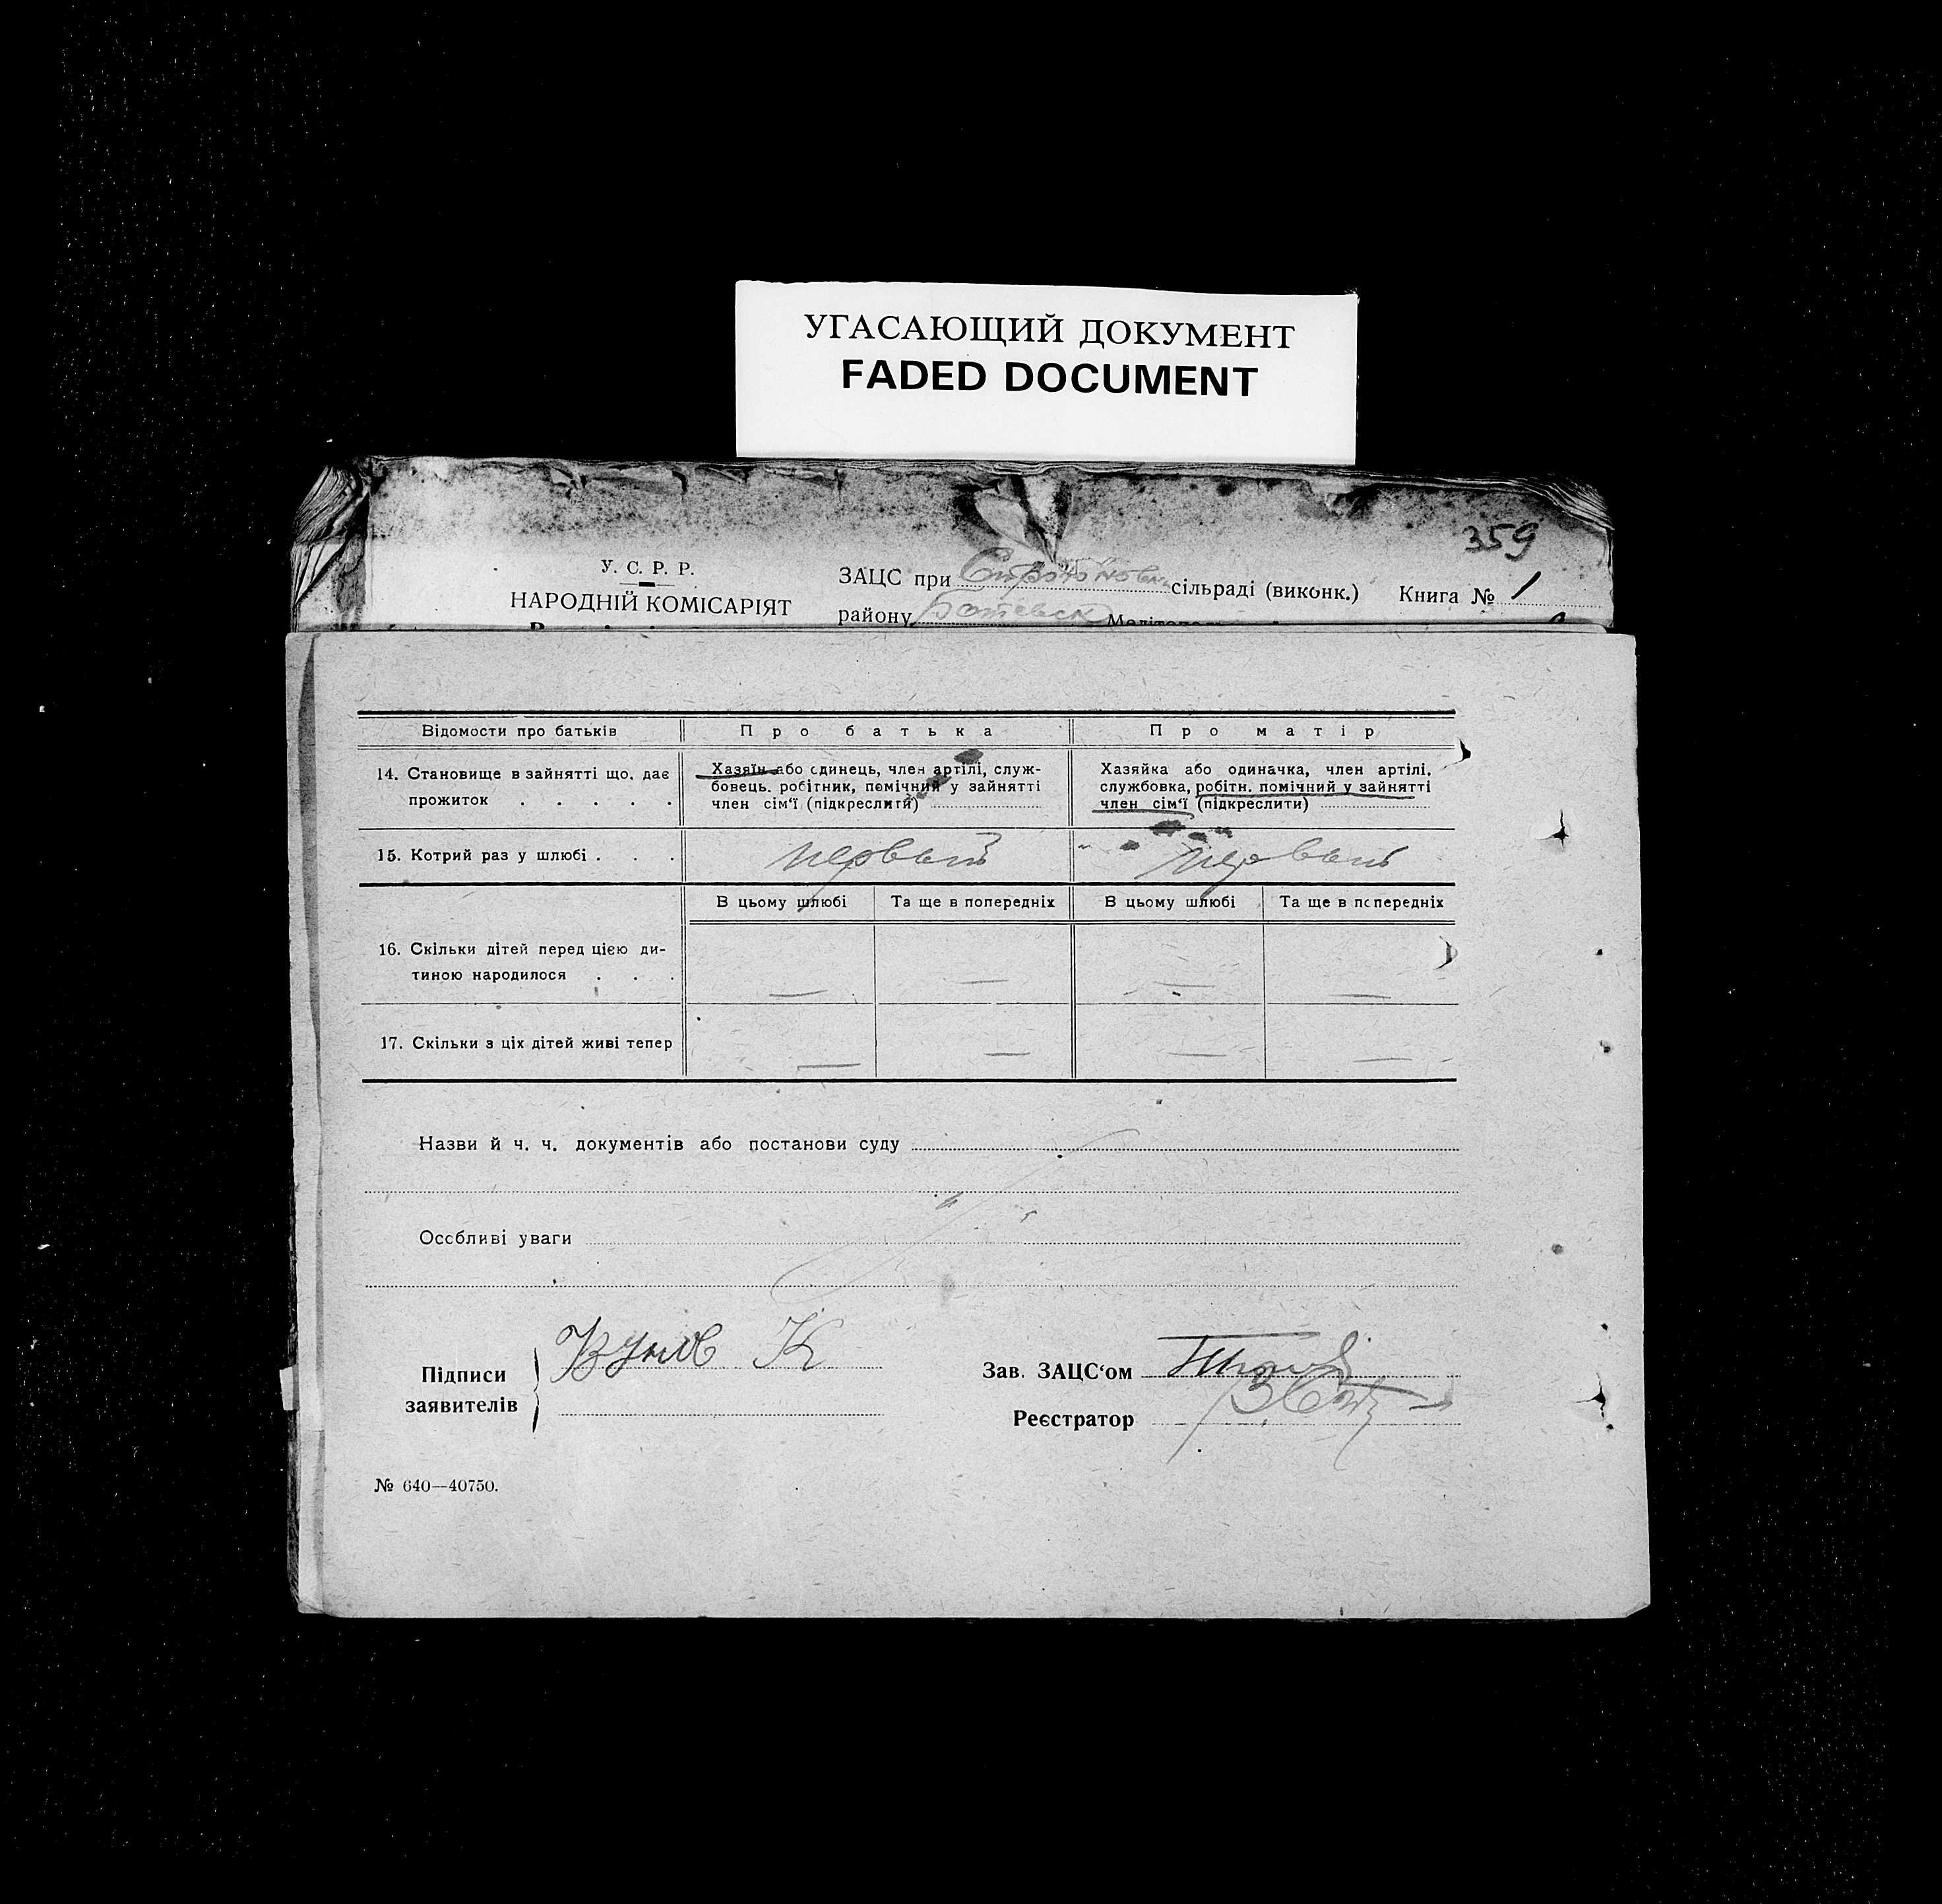 УГАСАЮЩИЙ ДОКУМЕНТ
FADED DOCUMENT
359
У. С. Р. Р.
НАРОДНІЙ КОМІСАРІЯТ
ЗАЦС при сільраді (виконк.) Книга № 1
району Ботевск
Відомости про батьків
Про батька
Про матір
14. Становище в зайнятті що, дає
прожиток . . . . .
Хазяїн або одинець, член артілі, служ-
бовець. робітник, помічний у зайнятті
член сім'ї (підкреслити)
Хазяйка або одиначка, член артілі,
службовка, робітн. помічний у зайнятті
член сім'ї (підкреслити)
15. Котрий раз у шлюбі . . .
первый
первый
В цьому шлюбі
Та ще в попередніх
В цьому шлюбі
Та ще в попередніх
16. Скільки дітей перед цією ди-
тиною народилося . . .
— — — —
17. Скільки з ціх дітей живі тепер
— — — —
Назви й ч. ч. документів або постанови суду
Особливі уваги
Підписи
заявителів
К
Зав. ЗАЦС'ом
Реєстратор
№ 640—40750.